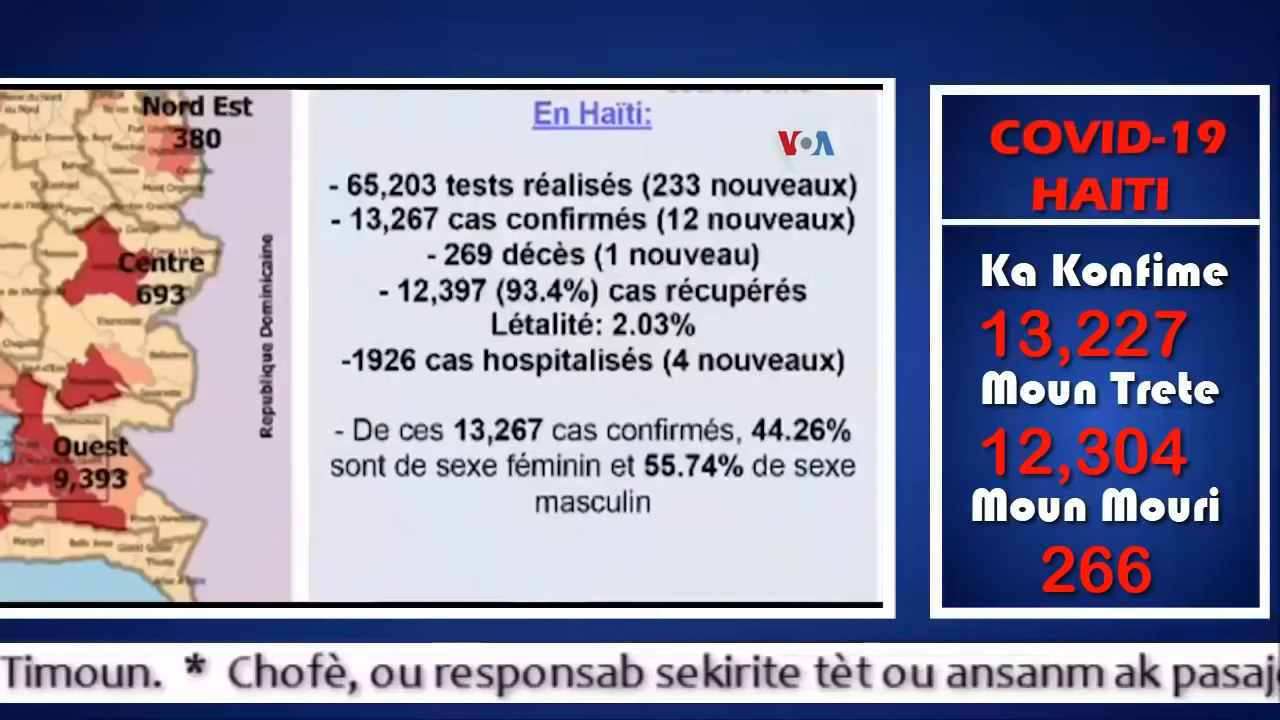 Nord Est
380
Centre
693
Ouest
9,393
Republique Dominicaine
En Haïti:
VOA
- 65,203 tests réalisés (233 nouveaux)
- 13,267 cas confirmés (12 nouveaux)
- 269 décès (1 nouveau)
- 12,397 (93.4%) cas récupérés
Létalité: 2.03%
-1926 cas hospitalisés (4 nouveaux)
- De ces 13,267 cas confirmés, 44.26%
sont de sexe féminin et 55.74% de sexe
masculin
COVID-19
HAITI
Ka Konfime
13,227
Moun Trete
12,304
Moun Mouri
266
Timoun. * Chofè, ou responsab sekirite tèt ou ansanm ak pasaj